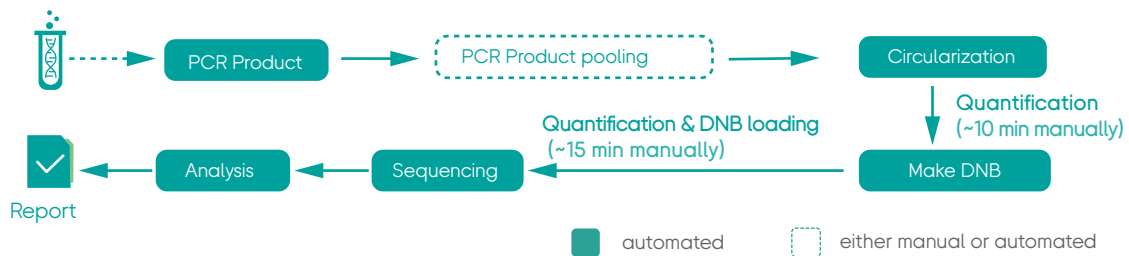 PCR Product
PCR Product pooling
Circularization
Quantification
(~10 min manually)
Quantification & DNB loading
(~15 min manually)
Make DNB
Sequencing
Analysis
Report
automated
either manual or automated